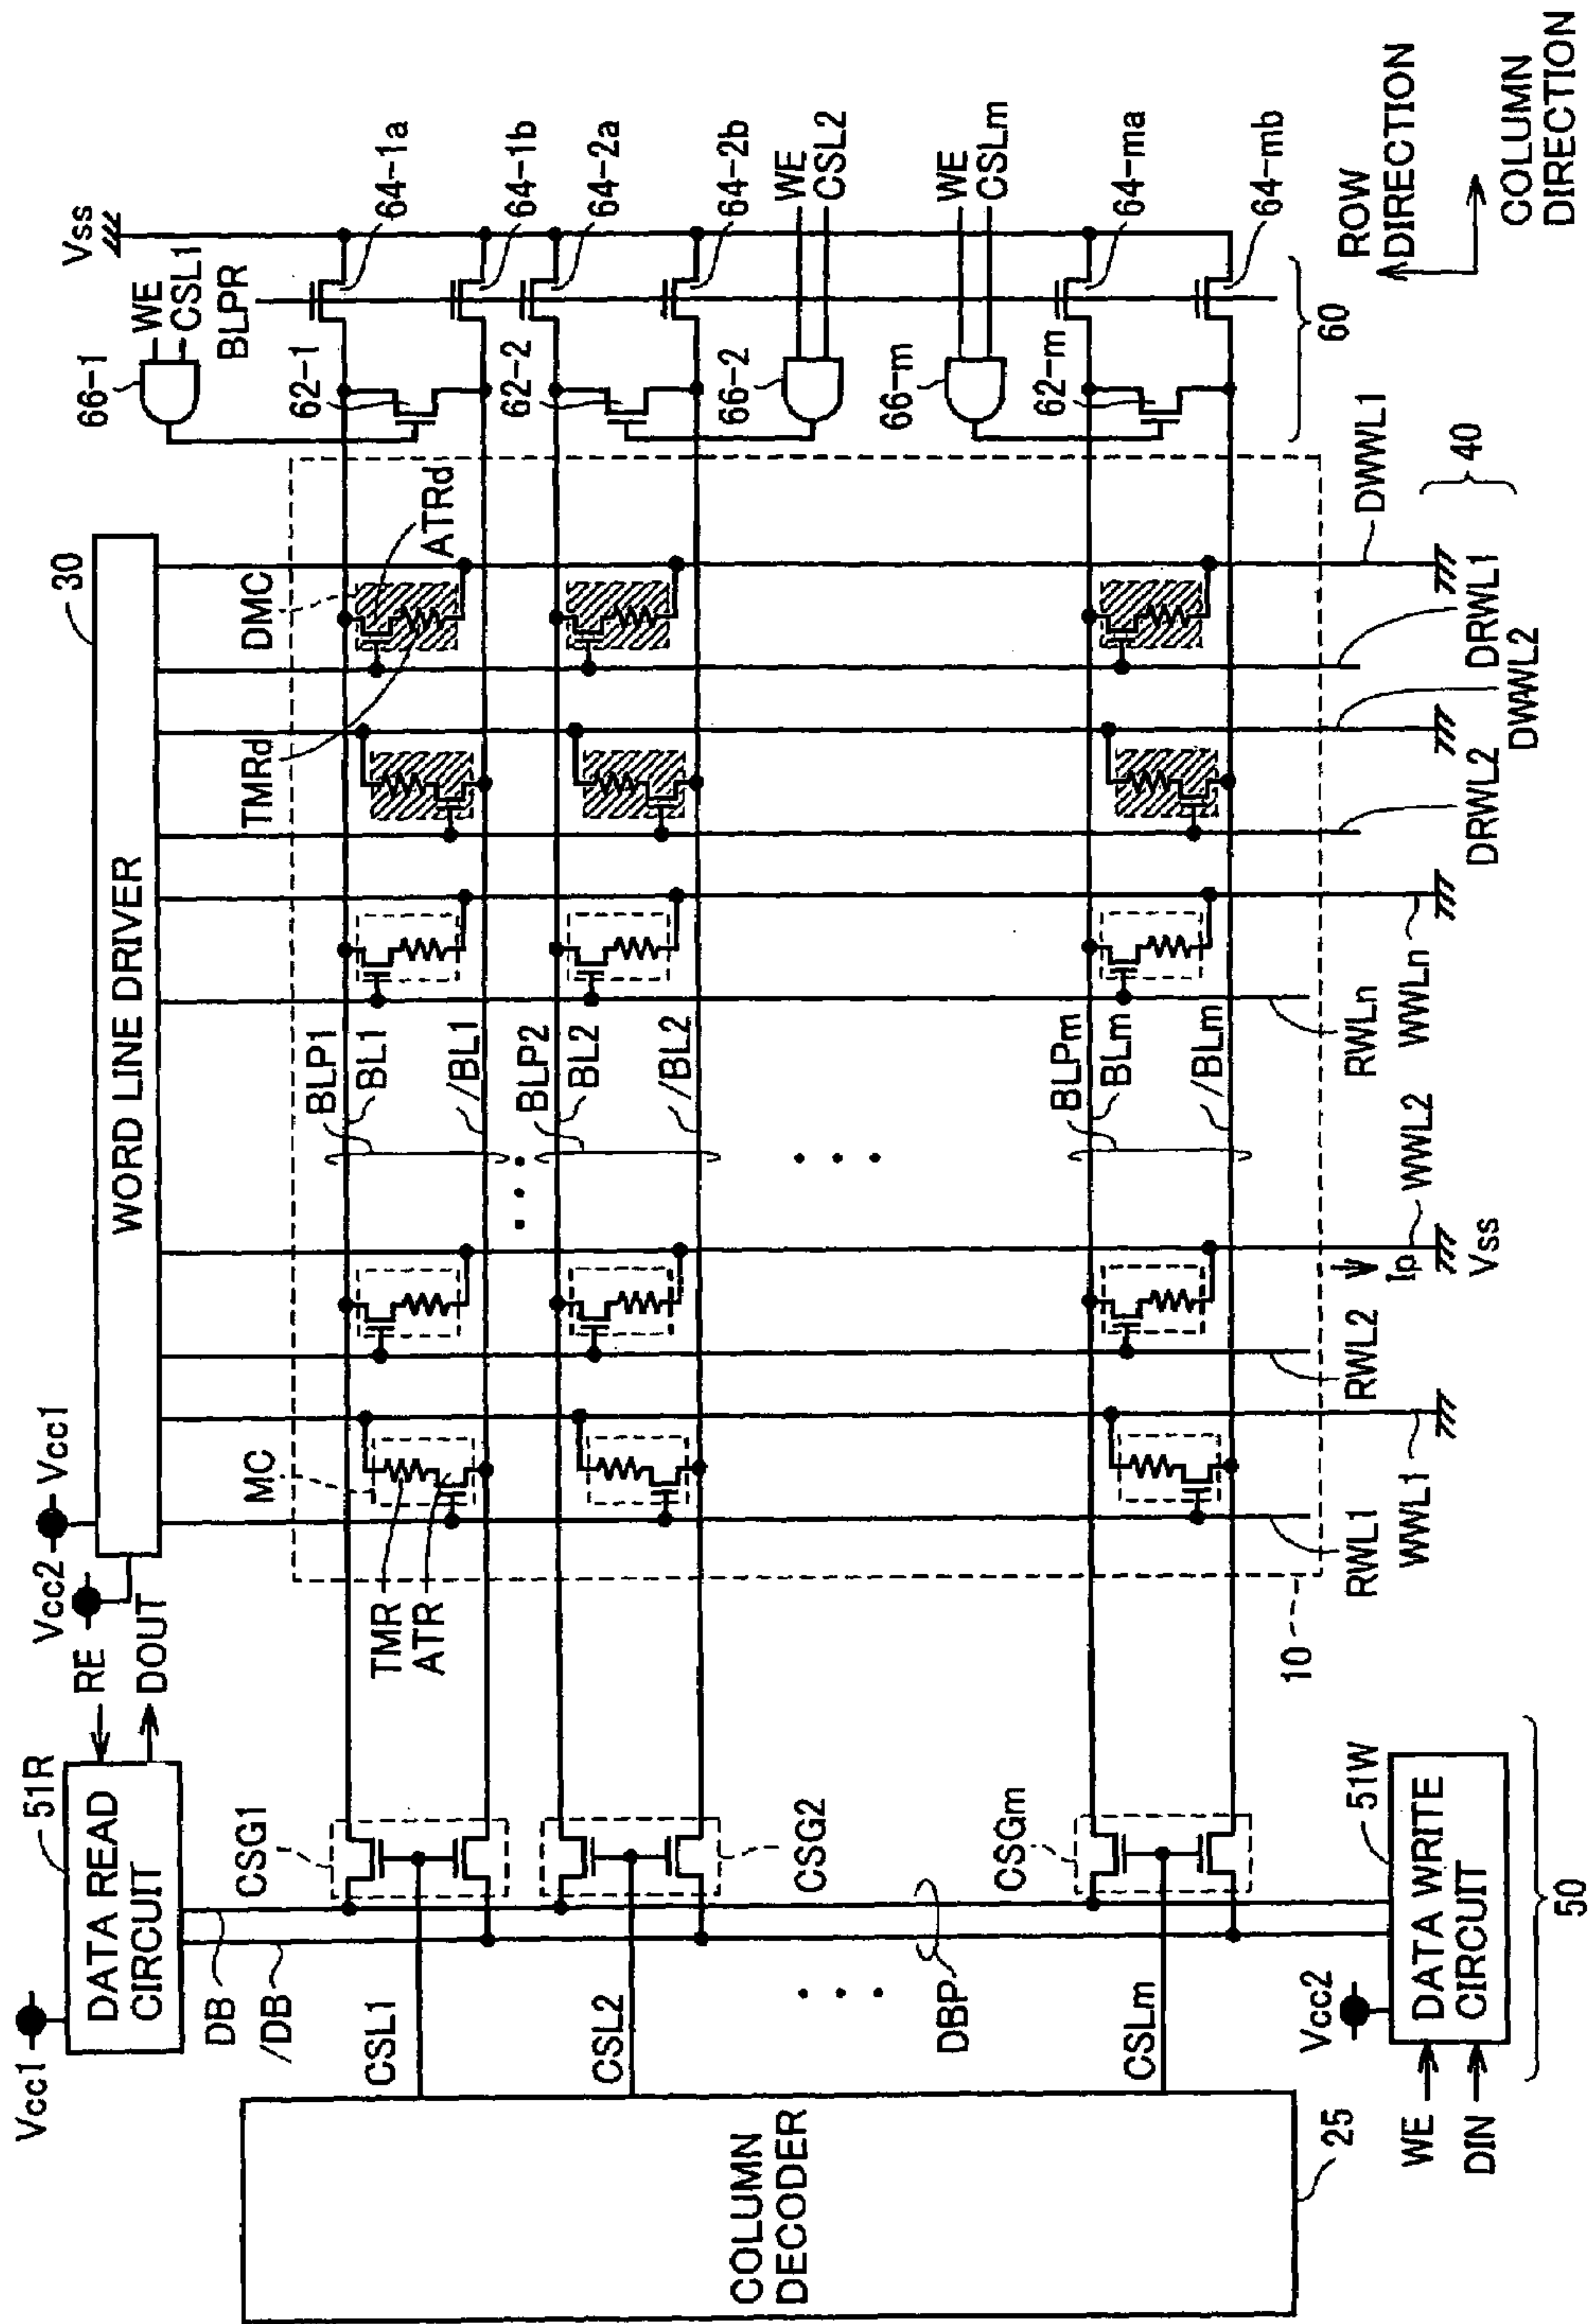 Vcc1
51R
DATA READ
CIRCUIT
RE
DOUT
Vcc2
Vcc1
WORD LINE DRIVER
30
DB
/DB
CSG1
CSL1
CSL2
CSG2
CSGm
CSLm
DBP
COLUMN
DECODER
25
Vcc2
51W
DATA WRITE
CIRCUIT
WE
DIN
50
10
MC
TMR
ATR
BLP1
BL1
/BL1
BLP2
BL2
/BL2
BLPm
BLm
/BLm
TMRd
DMC
ATRd
RWL1
WWL1
RWL2
Ip
Vss
WWL2
RWLn
WWLn
DRWL2
DWWL2
DRWL1
DWWL1
40
66-1
WE
CSL1
BLPR
Vss
62-1
64-1a
64-1b
62-2
64-2a
64-2b
66-2
WE
CSL2
66-m
WE
CSLm
62-m
64-ma
64-mb
60
ROW
DIRECTION
COLUMN
DIRECTION